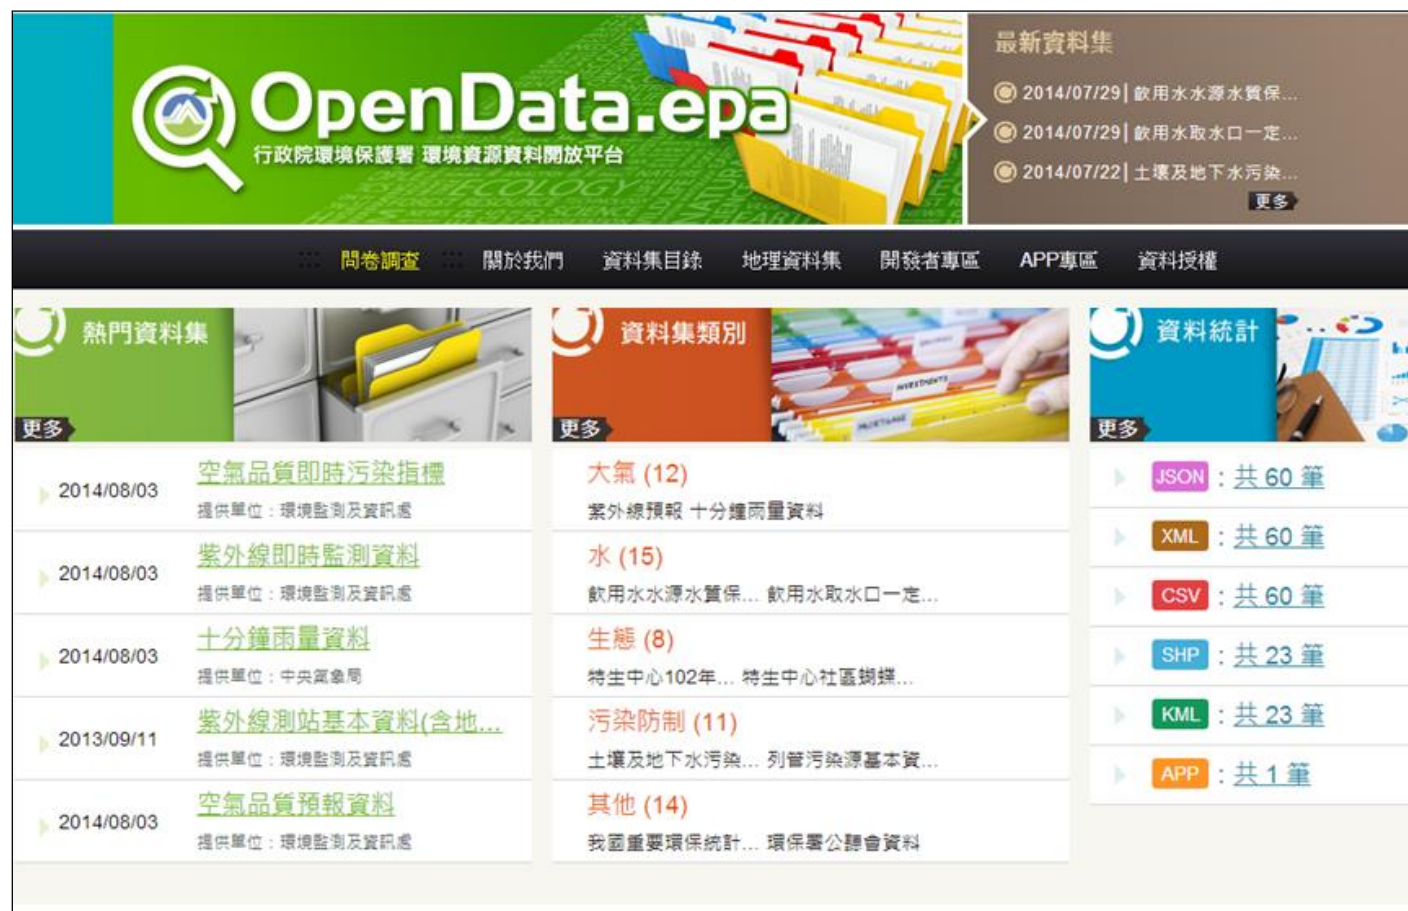 OpenData.epa
行政院環境保護署 環境資源資料開放平台
ECOLOGY
最新資料集
2014/07/29| 飲用水水源水質保...
2014/07/29| 飲用水取水口一定...
2014/07/22| 土壤及地下水污染...
更多
::: 問卷調查 ::: 關於我們 資料集目錄 地理資料集 開發者專區 APP專區 資料授權
熱門資料集
更多
2014/08/03 空氣品質即時污染指標
提供單位：環境監測及資訊處
2014/08/03 紫外線即時監測資料
提供單位：環境監測及資訊處
2014/08/03 十分鐘雨量資料
提供單位：中央氣象局
2013/09/11 紫外線測站基本資料(含地...
提供單位：環境監測及資訊處
2014/08/03 空氣品質預報資料
提供單位：環境監測及資訊處
資料集類別
INVESTMENTS
MORTGAGE
更多
大氣 (12)
紫外線預報 十分鐘雨量資料
水 (15)
飲用水水源水質保... 飲用水取水口一定...
生態 (8)
特生中心102年... 特生中心社區蝴蝶...
污染防制 (11)
土壤及地下水污染... 列管污染源基本資...
其他 (14)
我國重要環保統計... 環保署公聽會資料
資料統計
更多
JSON：共 60 筆
XML：共 60 筆
CSV：共 60 筆
SHP：共 23 筆
KML：共 23 筆
APP：共 1 筆